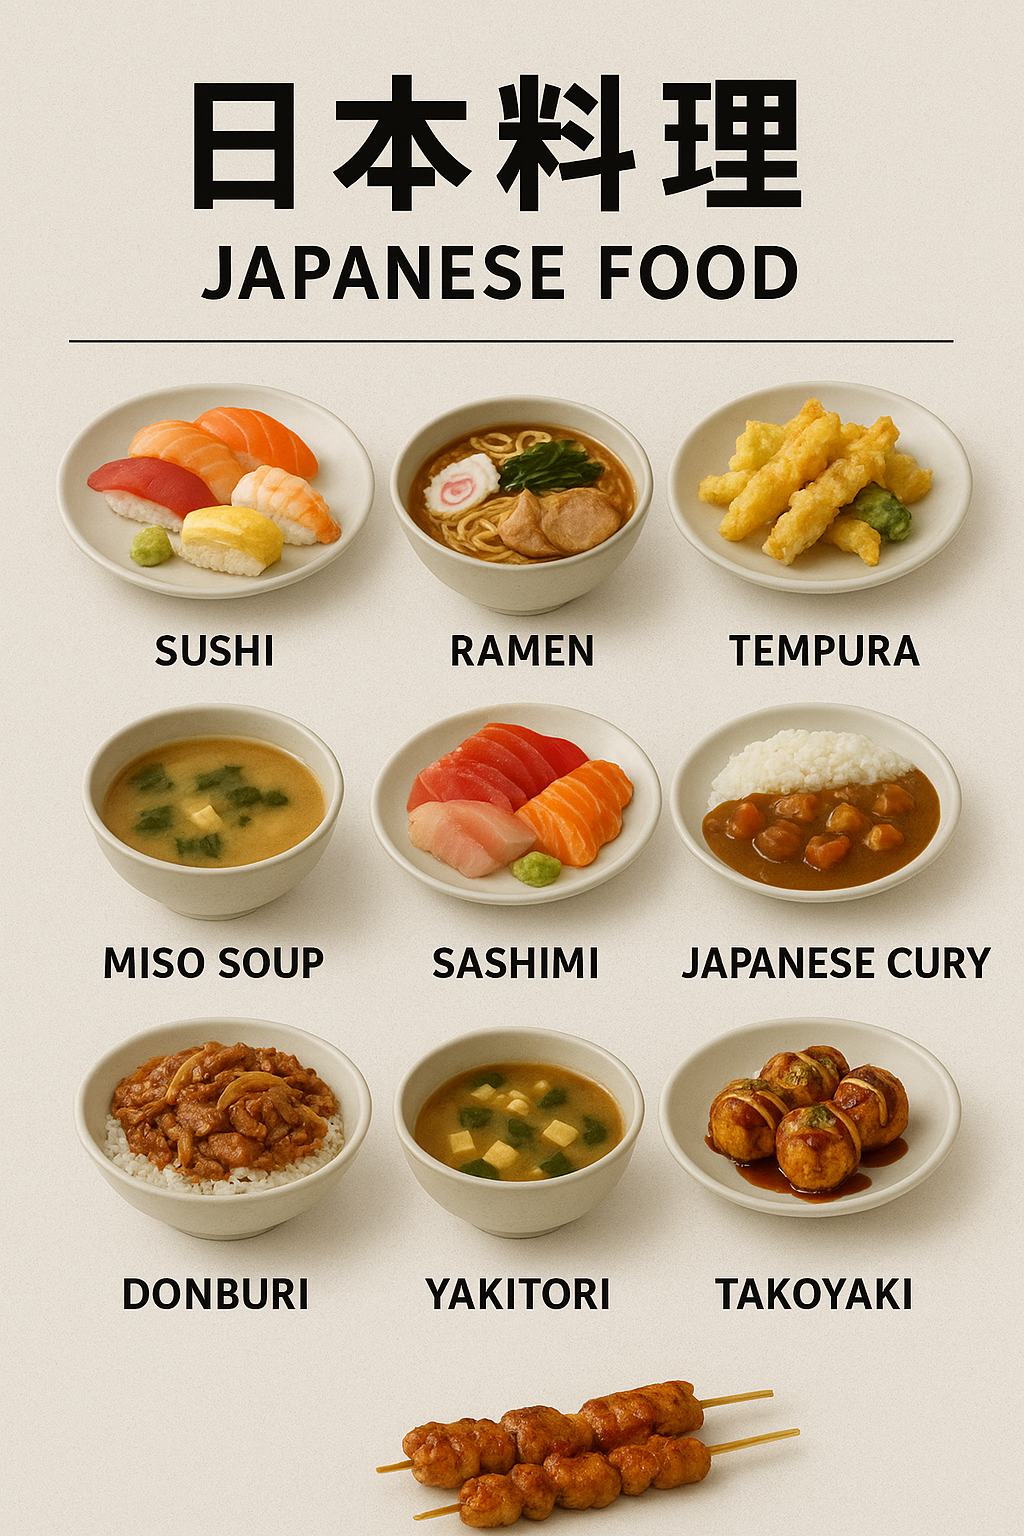 日本料理
JAPANESE FOOD
SUSHI
RAMEN
TEMPURA
MISO SOUP
SASHIMI
JAPANESE CURY
DONBURI
YAKITORI
TAKOYAKI